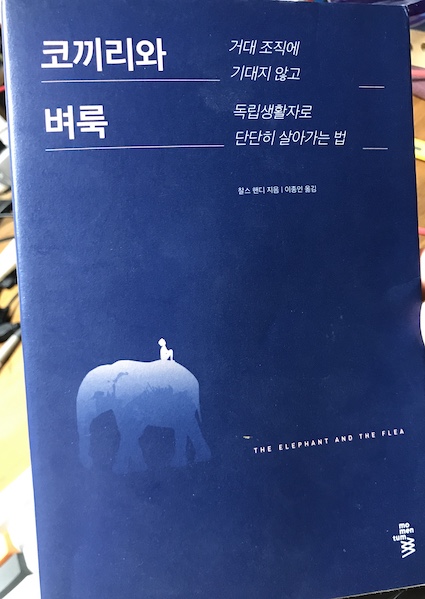 코끼리와
벼룩
거대 조직에
기대지 않고
독립생활자로
단단히 살아가는 법
찰스 핸디 지음 | 이종인 옮김
THE ELEPHANT AND THE FLEA
mo
men
tum